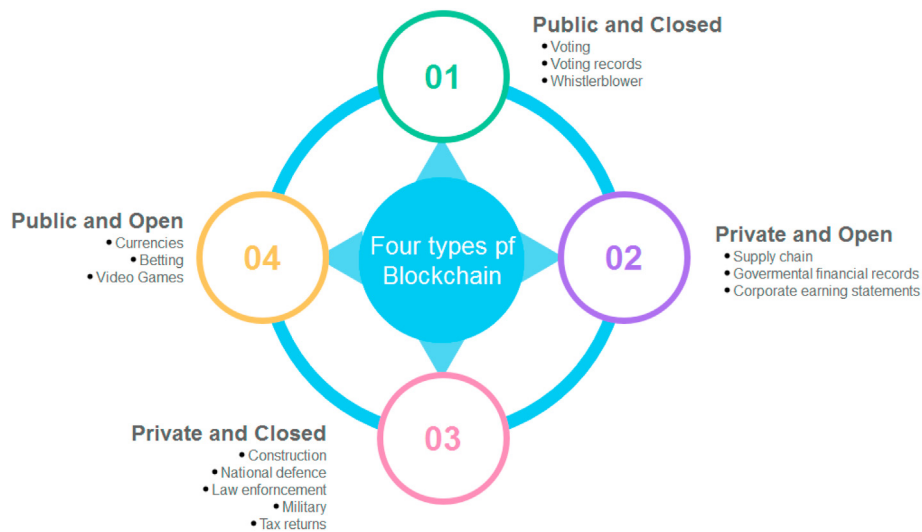 Public and Closed
• Voting
• Voting records
• Whistlerblower
01
Public and Open
• Currencies
• Betting
• Video Games
04
Four types pf
Blockchain
02
Private and Open
• Supply chain
• Govermental financial records
• Corporate earning statements
Private and Closed
• Construction
• National defence
• Law enforncement
• Military
• Tax returns
03